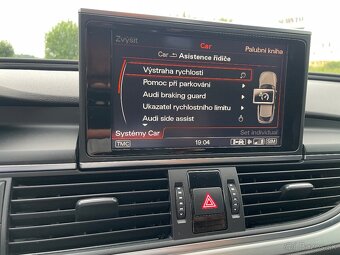 Zvýšit
Car
Palubní kniha
Car Asistence řidiče
Výstraha rychlosti
Pomoc při parkování
Audi braking guard
Ukazatel rychlostního limitu
Audi side assist
Systémy Car
Set individual
TMC
19:04
SIM